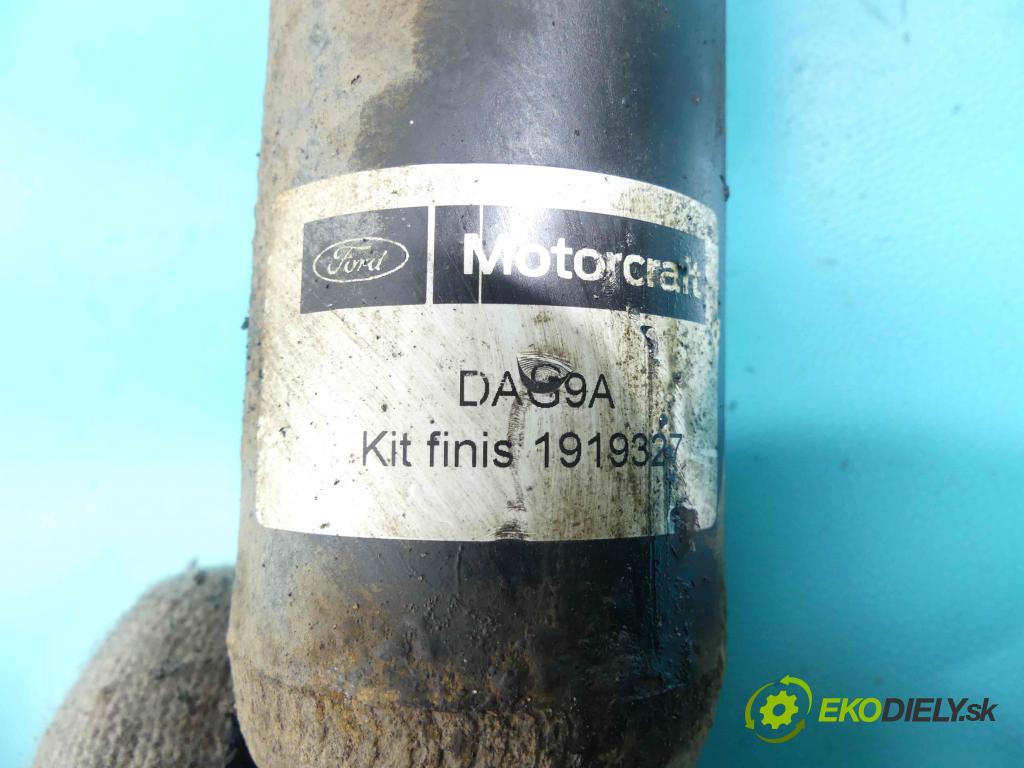 Ford Motorcraft
DAG9A
Kit finis 1919327
EKODIELY.sk